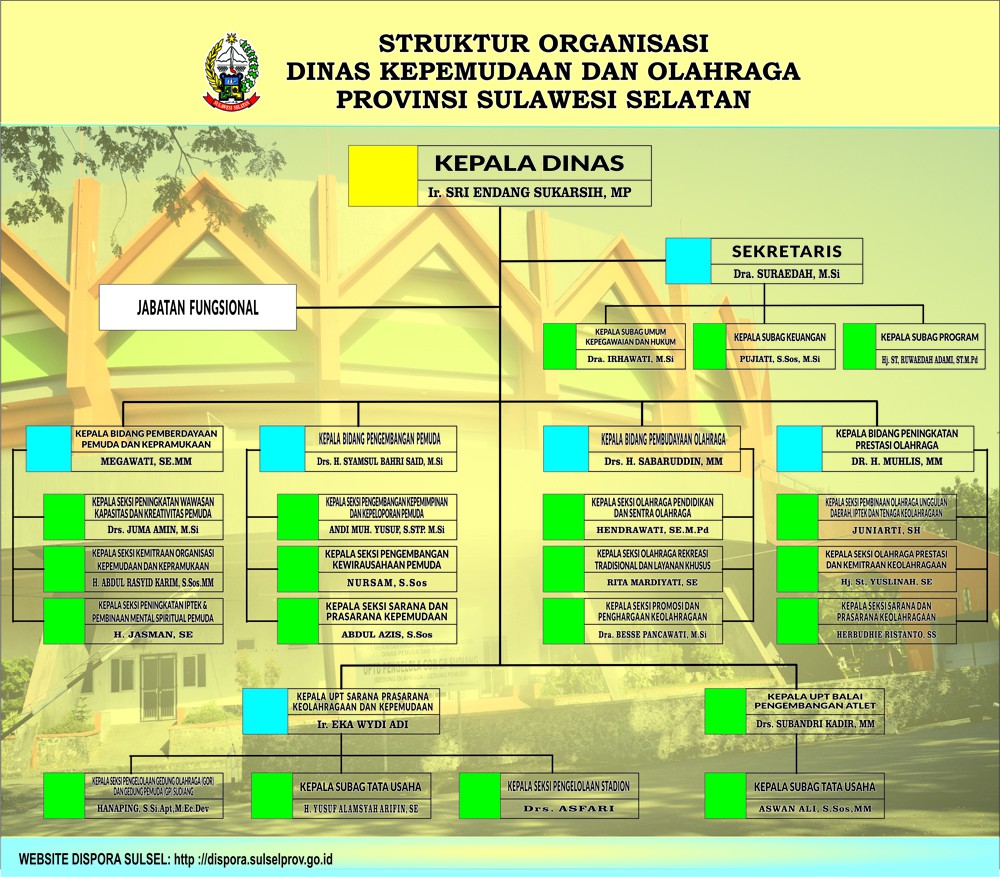 STRUKTUR ORGANISASI
DINAS KEPEMUDAAN DAN OLAHRAGA
PROVINSI SULAWESI SELATAN
SULAWESI SELATAN
KEPALA DINAS
Ir. SRI ENDANG SUKARSIH, MP
SEKRETARIS
Dra. SURAEDAH, M.Si
JABATAN FUNGSIONAL
KEPALA SUBAG UMUM
KEPEGAWAIAN DAN HUKUM
Dra. IRHAWATI, M.Si
KEPALA SUBAG KEUANGAN
PUJIATI, S.Sos, M.Si
KEPALA SUBAG PROGRAM
Hj. ST, RUWAEDAH ADAMI, ST.M.Pd
KEPALA BIDANG PEMBERDAYAAN
PEMUDA DAN KEPRAMUKAAN
MEGAWATI, SE.MM
KEPALA BIDANG PENGEMBANGAN PEMUDA
Drs. H. SYAMSUL BAHRI SAID, M.Si
KEPALA BIDANG PEMBUDAYAAN OLAHRAGA
Drs. H. SABARUDDIN, MM
KEPALA BIDANG PENINGKATAN
PRESTASI OLAHRAGA
DR. H. MUHLIS, MM
KEPALA SEKSI PENINGKATAN WAWASAN
KAPASITAS DAN KREATIVITAS PEMUDA
Drs. JUMA AMIN, M.Si
KEPALA SEKSI PENGEMBANGAN KEPEMIMPINAN
DAN KEPELOPORAN PEMUDA
ANDI MUH. YUSUF, S.STP. M.Si
KEPALA SEKSI OLAHRAGA PENDIDIKAN
DAN SENTRA OLAHRAGA
HENDRAWATI, SE.M.Pd
KEPALA SEKSI PEMBINAAN OLAHRAGA UNGGULAN
DAERAH, IPTEK DAN TENAGA KEOLAHRAGAAN
JUNIARTI, SH
KEPALA SEKSI KEMITRAAN ORGANISASI
KEPEMUDAAN DAN KEPRAMUKAAN
H. ABDUL RASYID KARIM, S.Sos.MM
KEPALA SEKSI PENGEMBANGAN
KEWIRAUSAHAAN PEMUDA
NURSAM, S.Sos
KEPALA SEKSI OLAHRAGA REKREASI
TRADISIONAL DAN LAYANAN KHUSUS
RITA MARDIYATI, SE
KEPALA SEKSI OLAHRAGA PRESTASI
DAN KEMITRAAN KEOLAHRAGAAN
Hj. St. YUSLINAH, SE
KEPALA SEKSI PENINGKATAN IPTEK &
PEMBINAAN MENTAL SPIRITUAL PEMUDA
H. JASMAN, SE
KEPALA SEKSI SARANA DAN
PRASARANA KEPEMUDAAN
ABDUL AZIS, S.Sos
KEPALA SEKSI PROMOSI DAN
PENGHARGAAN OLAHRAGA
Dra. BESSE PANCAWATI, M.Si
KEPALA SEKSI SARANA DAN
PRASARANA KEOLAHRAGAAN
HERBUDHIE RISTANTO. SS
KEPALA UPT SARANA PRASARANA
KEOLAHRAGAAN DAN KEPEMUDAAN
Ir. EKA WYDI ADI
KEPALA UPT BALAI
PENGEMBANGAN ATLET
Drs. SUBANDRI KADIR, MM
KEPALA SEKSI PENGELOLAAN GEDUNG OLAHRAGA (GOR)
DAN GEDUNG PEMUDA (GP) SUDIANG
HANAPING, S.Si.Apt,M.Ec.Dev
KEPALA SUBAG TATA USAHA
H. YUSUF ALAMSYAH ARIFIN, SE
KEPALA SEKSI PENGELOLAAN STADION
Drs. ASFARI
KEPALA SUBAG TATA USAHA
ASWAN ALI, S.Sos,MM
WEBSITE DISPORA SULSEL: http ://dispora.sulselprov.go.id